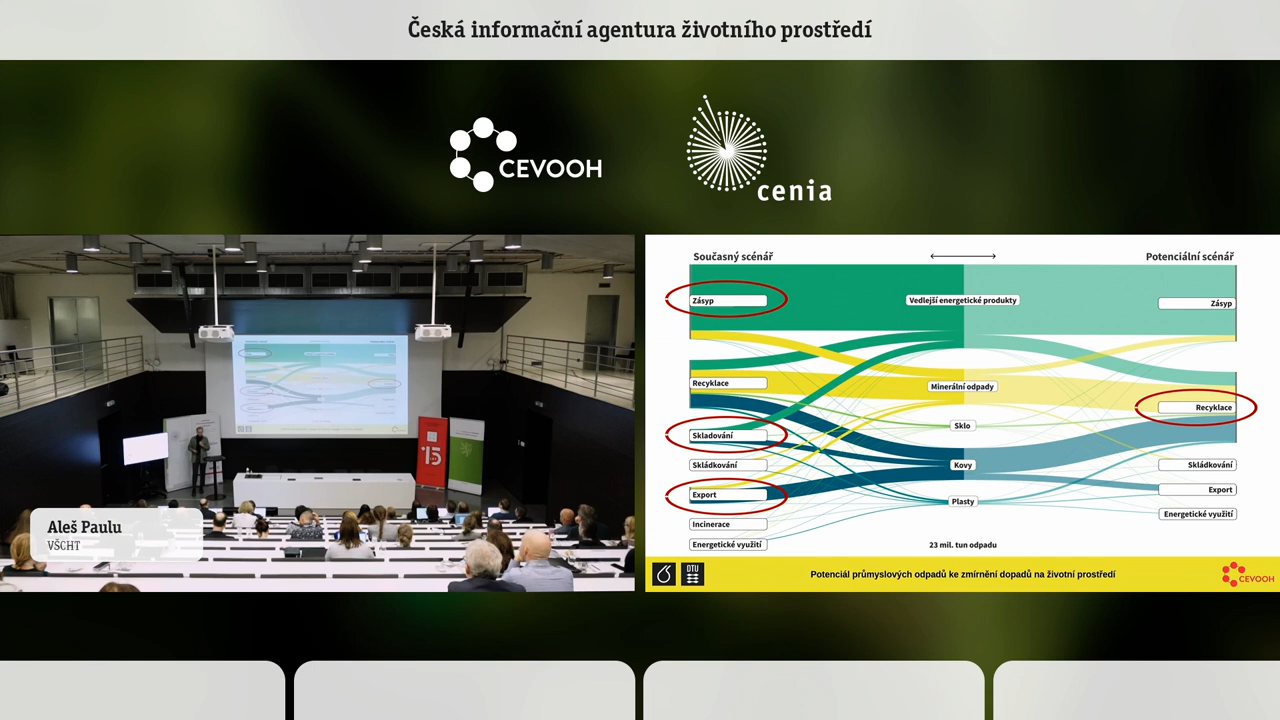 Česká informační agentura životního prostředí
CEVOOH
cenia
Aleš Paulu
VŠCHT
15
Současný scénář
Potenciální scénář
Zásyp
Vedlejší energetické produkty
Zásyp
Recyklace
Minerální odpady
Recyklace
Sklo
Skladování
Skládkování
Kovy
Skládkování
Export
Plasty
Export
Energetické využití
Incinerace
Energetické využití
23 mil. tun odpadu
DTU
Potenciál průmyslových odpadů ke zmírnění dopadů na životní prostředí
CEVOOH